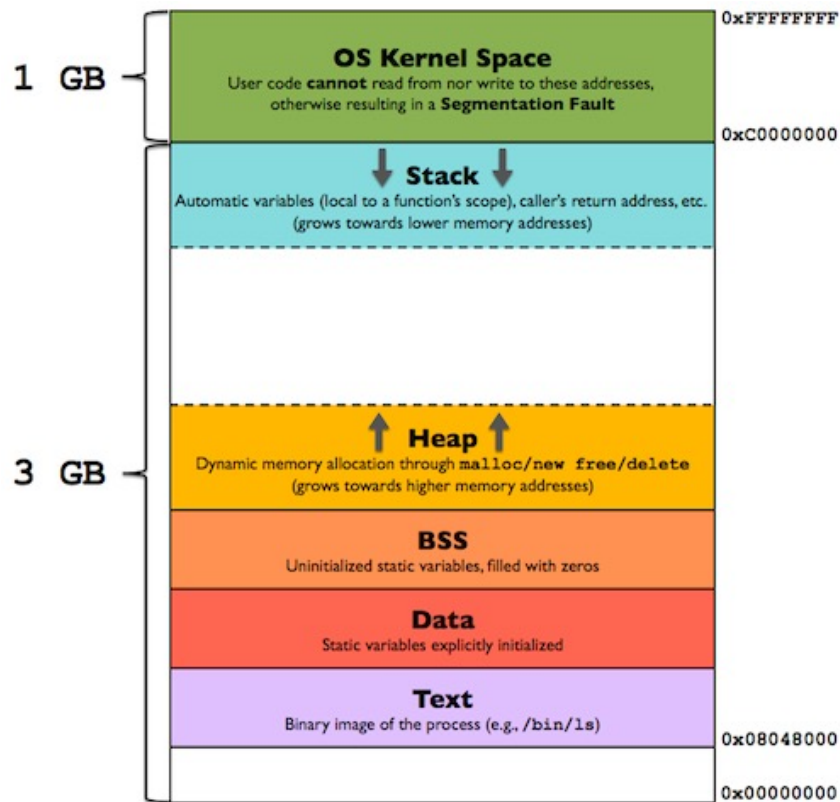 0xFFFFFFFF
OS Kernel Space
1 GB
User code cannot read from nor write to these addresses,
otherwise resulting in a Segmentation Fault
0xC0000000
Stack
Automatic variables (local to a function's scope), caller's return address, etc.
(grows towards lower memory addresses)
Heap
3 GB
Dynamic memory allocation through malloc/new free/delete
(grows towards higher memory addresses)
BSS
Uninitialized static variables, filled with zeros
Data
Static variables explicitly initialized
Text
Binary image of the process (e.g., /bin/ls)
0x08048000
0x00000000